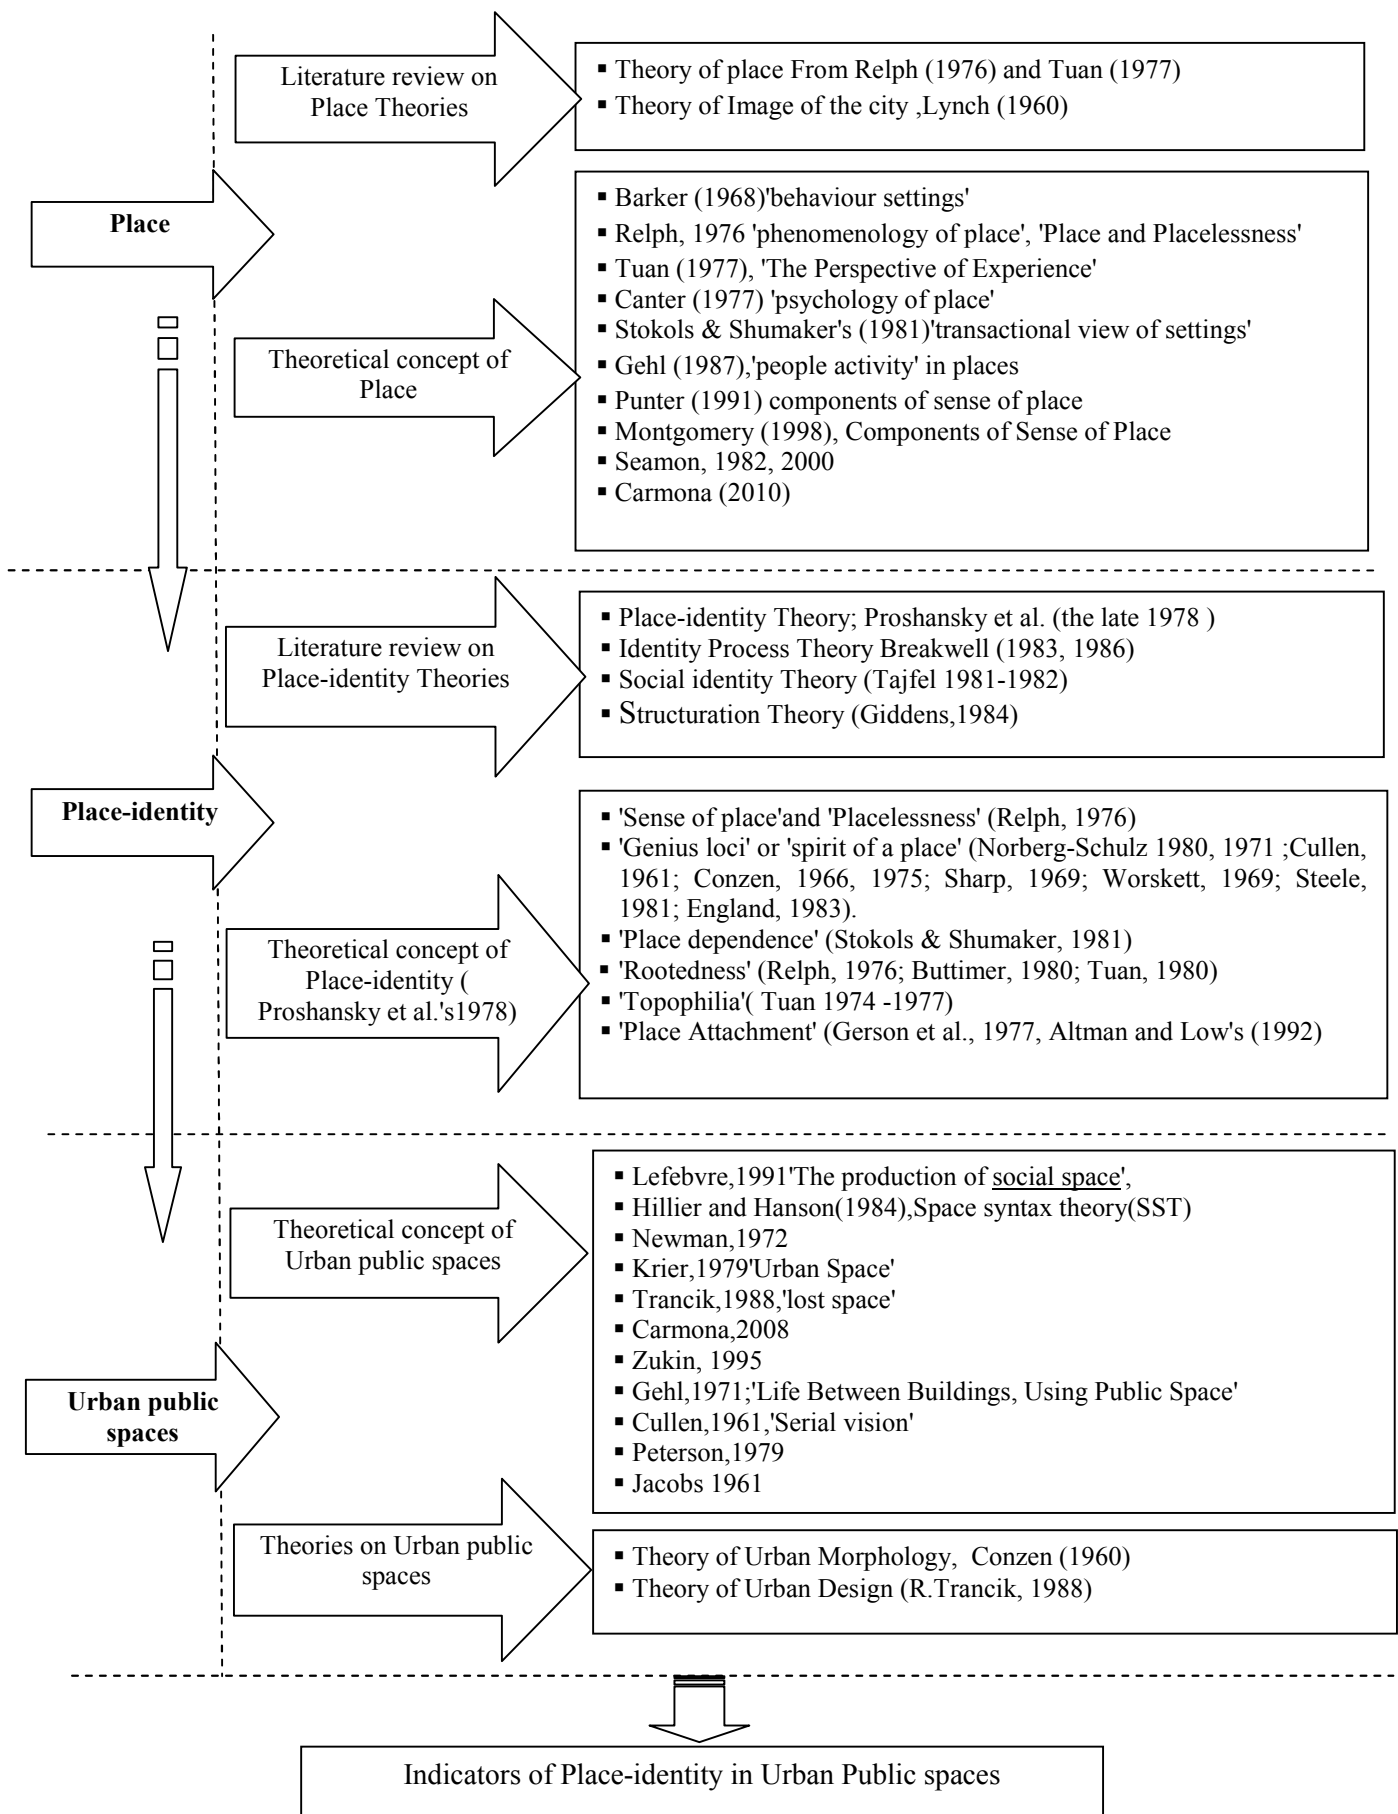 Literature review on
Place Theories
▪ Theory of place From Relph (1976) and Tuan (1977)
▪ Theory of Image of the city ,Lynch (1960)
Place
Theoretical concept of
Place
▪ Barker (1968)'behaviour settings'
▪ Relph, 1976 'phenomenology of place', 'Place and Placelessness'
▪ Tuan (1977), 'The Perspective of Experience'
▪ Canter (1977) 'psychology of place'
▪ Stokols & Shumaker's (1981)'transactional view of settings'
▪ Gehl (1987),'people activity' in places
▪ Punter (1991) components of sense of place
▪ Montgomery (1998), Components of Sense of Place
▪ Seamon, 1982, 2000
▪ Carmona (2010)
Literature review on
Place-identity Theories
▪ Place-identity Theory; Proshansky et al. (the late 1978 )
▪ Identity Process Theory Breakwell (1983, 1986)
▪ Social identity Theory (Tajfel 1981-1982)
▪ Structuration Theory (Giddens,1984)
Place-identity
Theoretical concept of
Place-identity (
Proshansky et al.'s1978)
▪ 'Sense of place'and 'Placelessness' (Relph, 1976)
▪ 'Genius loci' or 'spirit of a place' (Norberg-Schulz 1980, 1971 ;Cullen,
1961; Conzen, 1966, 1975; Sharp, 1969; Worskett, 1969; Steele,
1981; England, 1983).
▪ 'Place dependence' (Stokols & Shumaker, 1981)
▪ 'Rootedness' (Relph, 1976; Buttimer, 1980; Tuan, 1980)
▪ 'Topophilia'( Tuan 1974 -1977)
▪ 'Place Attachment' (Gerson et al., 1977, Altman and Low's (1992)
Theoretical concept of
Urban public spaces
▪ Lefebvre,1991'The production of social space',
▪ Hillier and Hanson(1984),Space syntax theory(SST)
▪ Newman,1972
▪ Krier,1979'Urban Space'
▪ Trancik,1988,'lost space'
▪ Carmona,2008
▪ Zukin, 1995
▪ Gehl,1971;'Life Between Buildings, Using Public Space'
▪ Cullen,1961,'Serial vision'
▪ Peterson,1979
▪ Jacobs 1961
Urban public
spaces
Theories on Urban public
spaces
▪ Theory of Urban Morphology, Conzen (1960)
▪ Theory of Urban Design (R.Trancik, 1988)
Indicators of Place-identity in Urban Public spaces